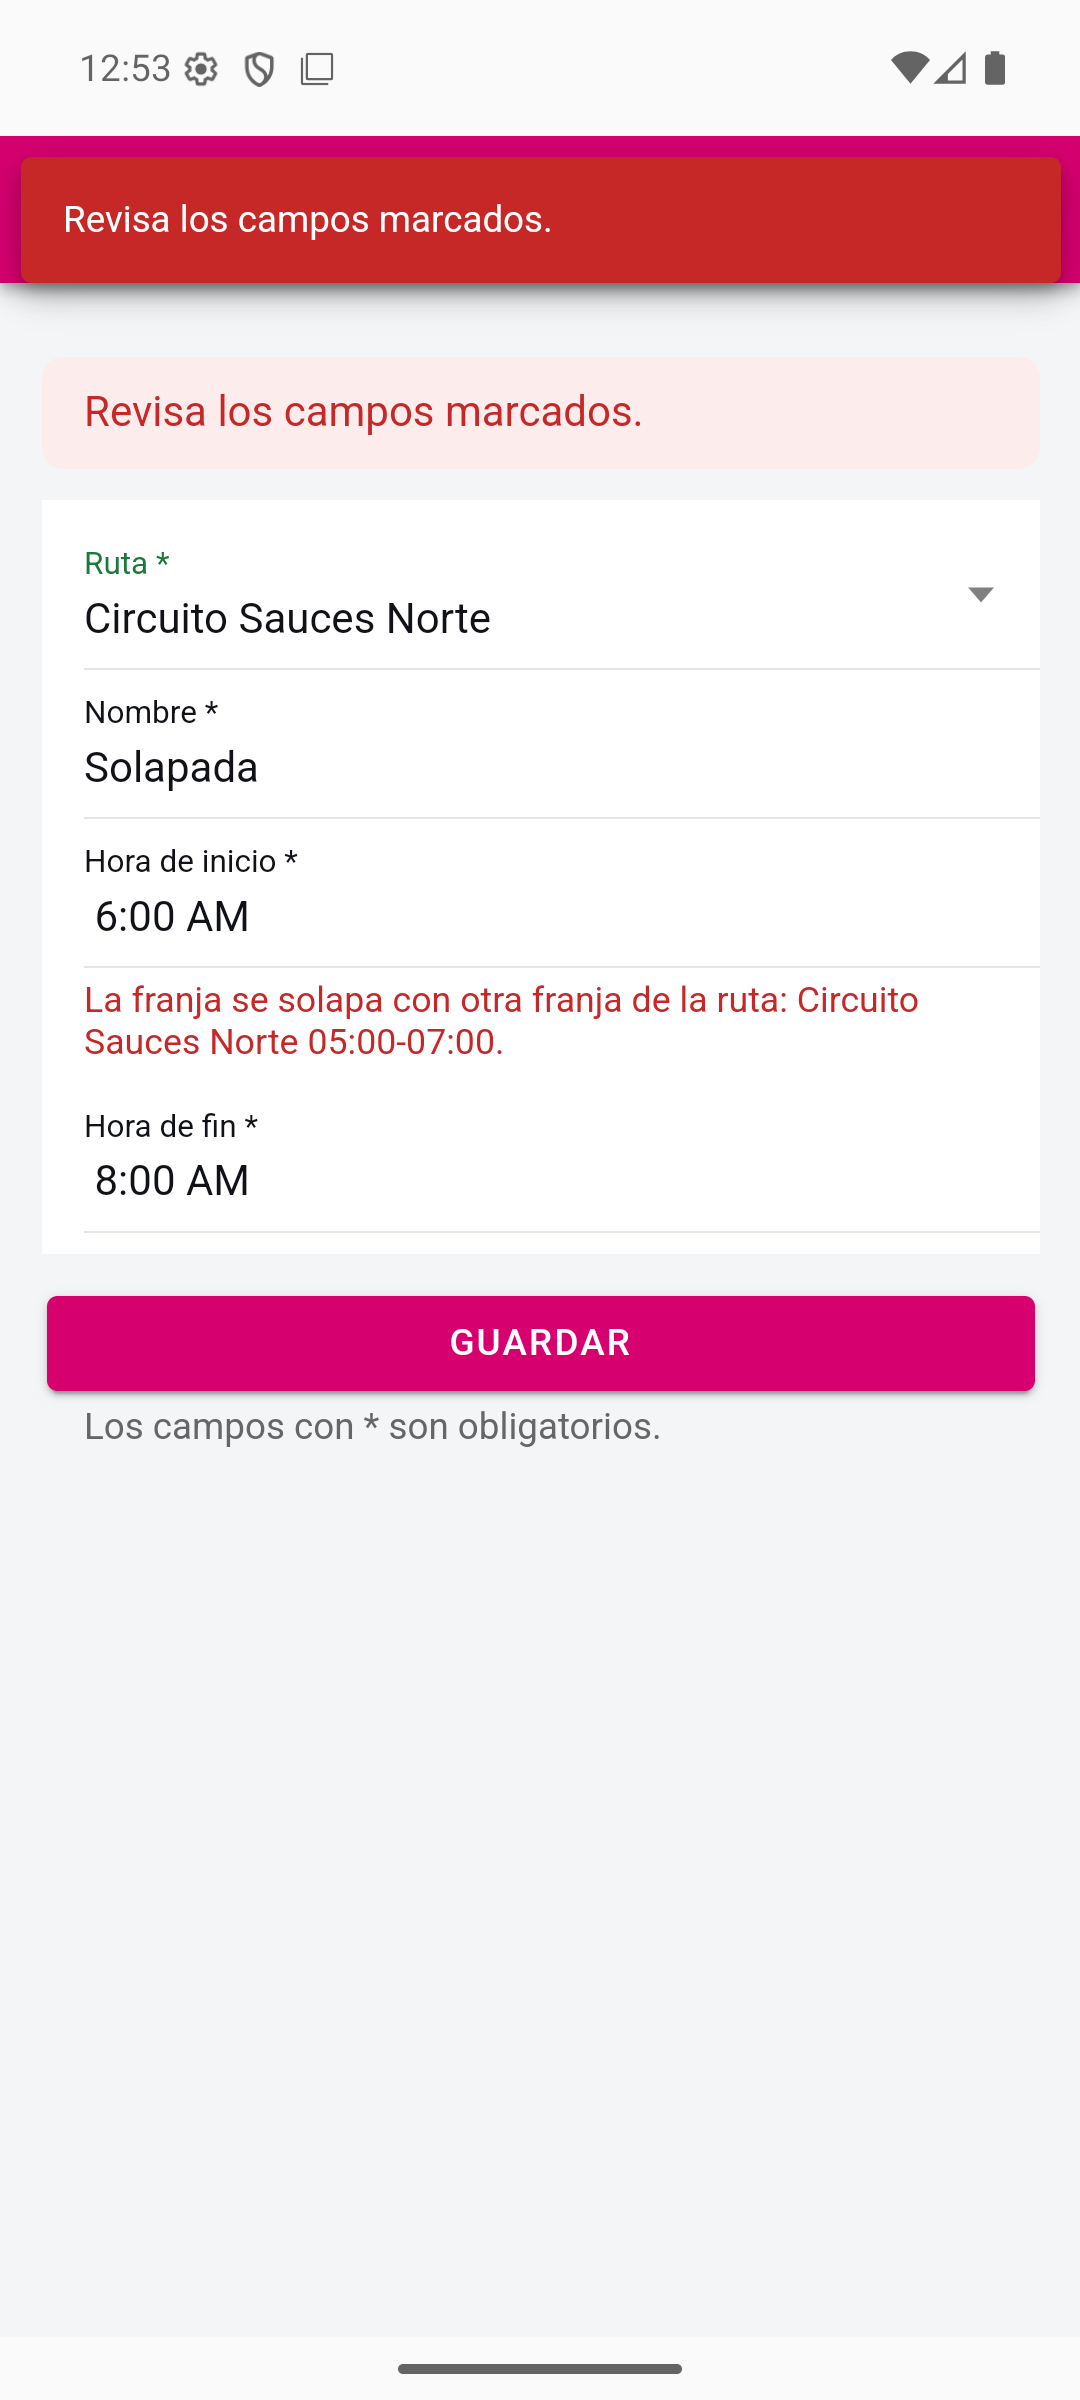 12:53
Revisa los campos marcados.
Revisa los campos marcados.
Ruta *
Circuito Sauces Norte
Nombre *
Solapada
Hora de inicio *
6:00 AM
La franja se solapa con otra franja de la ruta: Circuito
Sauces Norte 05:00-07:00.
Hora de fin *
8:00 AM
GUARDAR
Los campos con * son obligatorios.